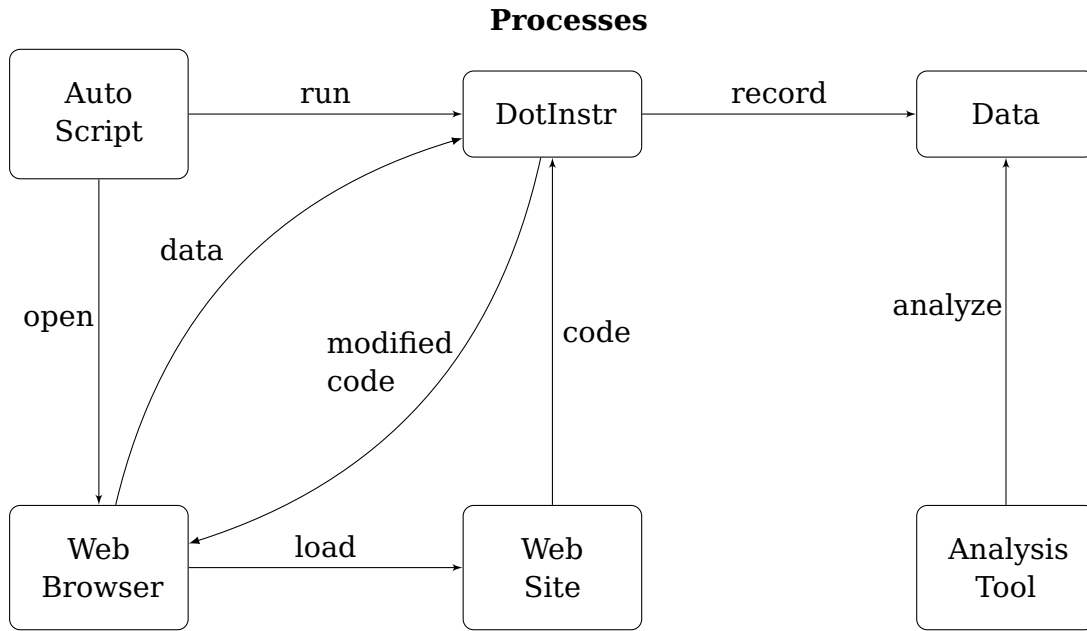 Processes
Auto
Script
run
DotInstr
record
Data
data
open
modified
code
code
analyze
Web
Browser
load
Web
Site
Analysis
Tool